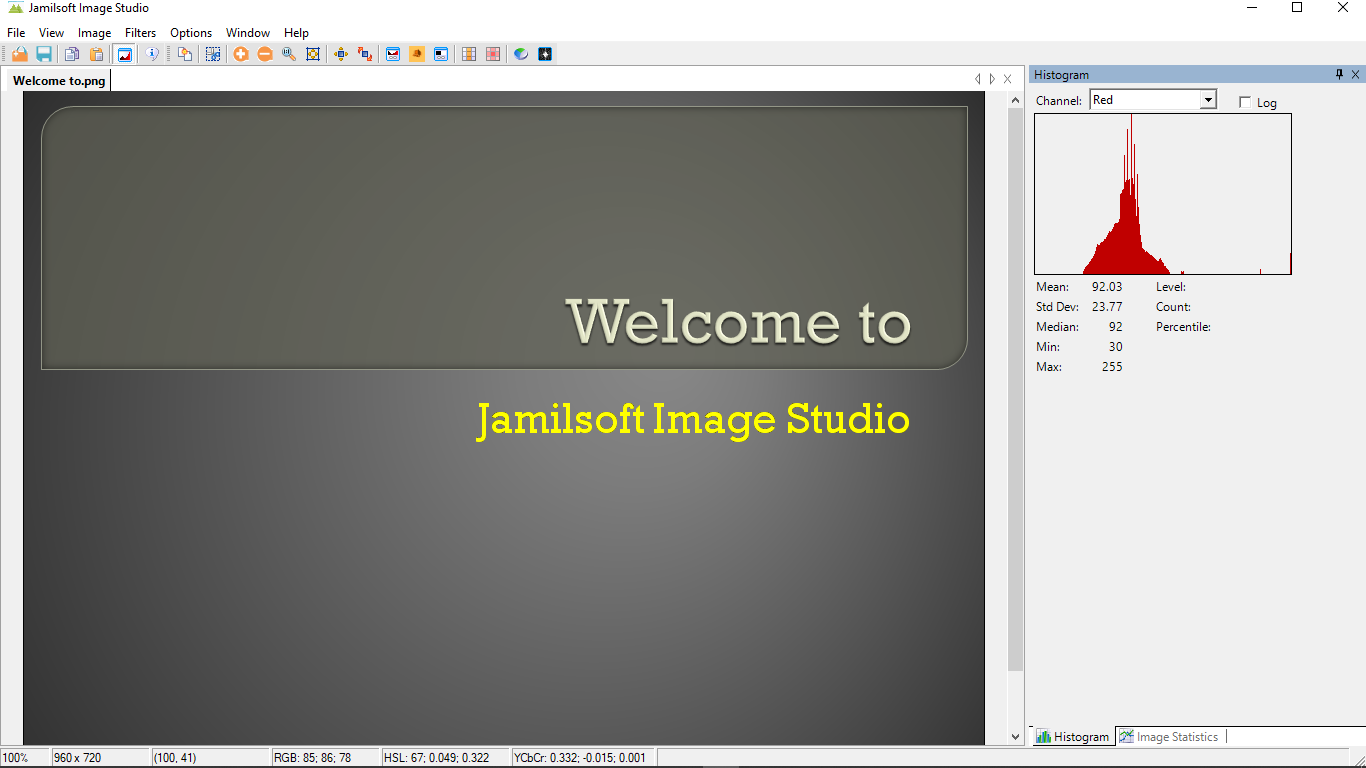 Jamilsoft Image Studio
File View Image Filters Options Window Help
Welcome to.png
Histogram
Channel: Red Log
Welcome to
Jamilsoft Image Studio
Mean: 92.03 Level:
Std Dev: 23.77 Count:
Median: 92 Percentile:
Min: 30
Max: 255
Histogram Image Statistics
100% 960 x 720 (100, 41) RGB: 85; 86; 78 HSL: 67; 0.049; 0.322 YCbCr: 0.332; -0.015; 0.001